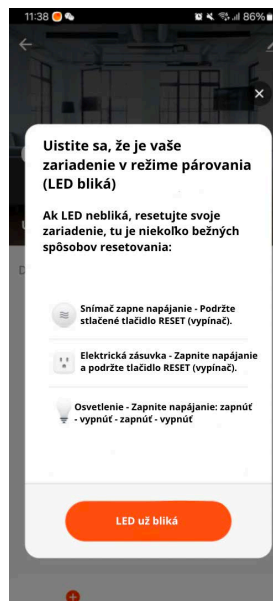 11:38
86%
Uistite sa, že je vaše
zariadenie v režime párovania
(LED bliká)
Ak LED nebliká, resetujte svoje
zariadenie, tu je niekoľko bežných
spôsobov resetovania:
Snímač zapne napájanie - Podržte
stlačené tlačidlo RESET (vypínač).
Elektrická zásuvka - Zapnite napájanie
a podržte tlačidlo RESET (vypínač).
Osvetlenie - Zapnite napájanie: zapnúť
- vypnúť - zapnúť - vypnúť
LED už bliká